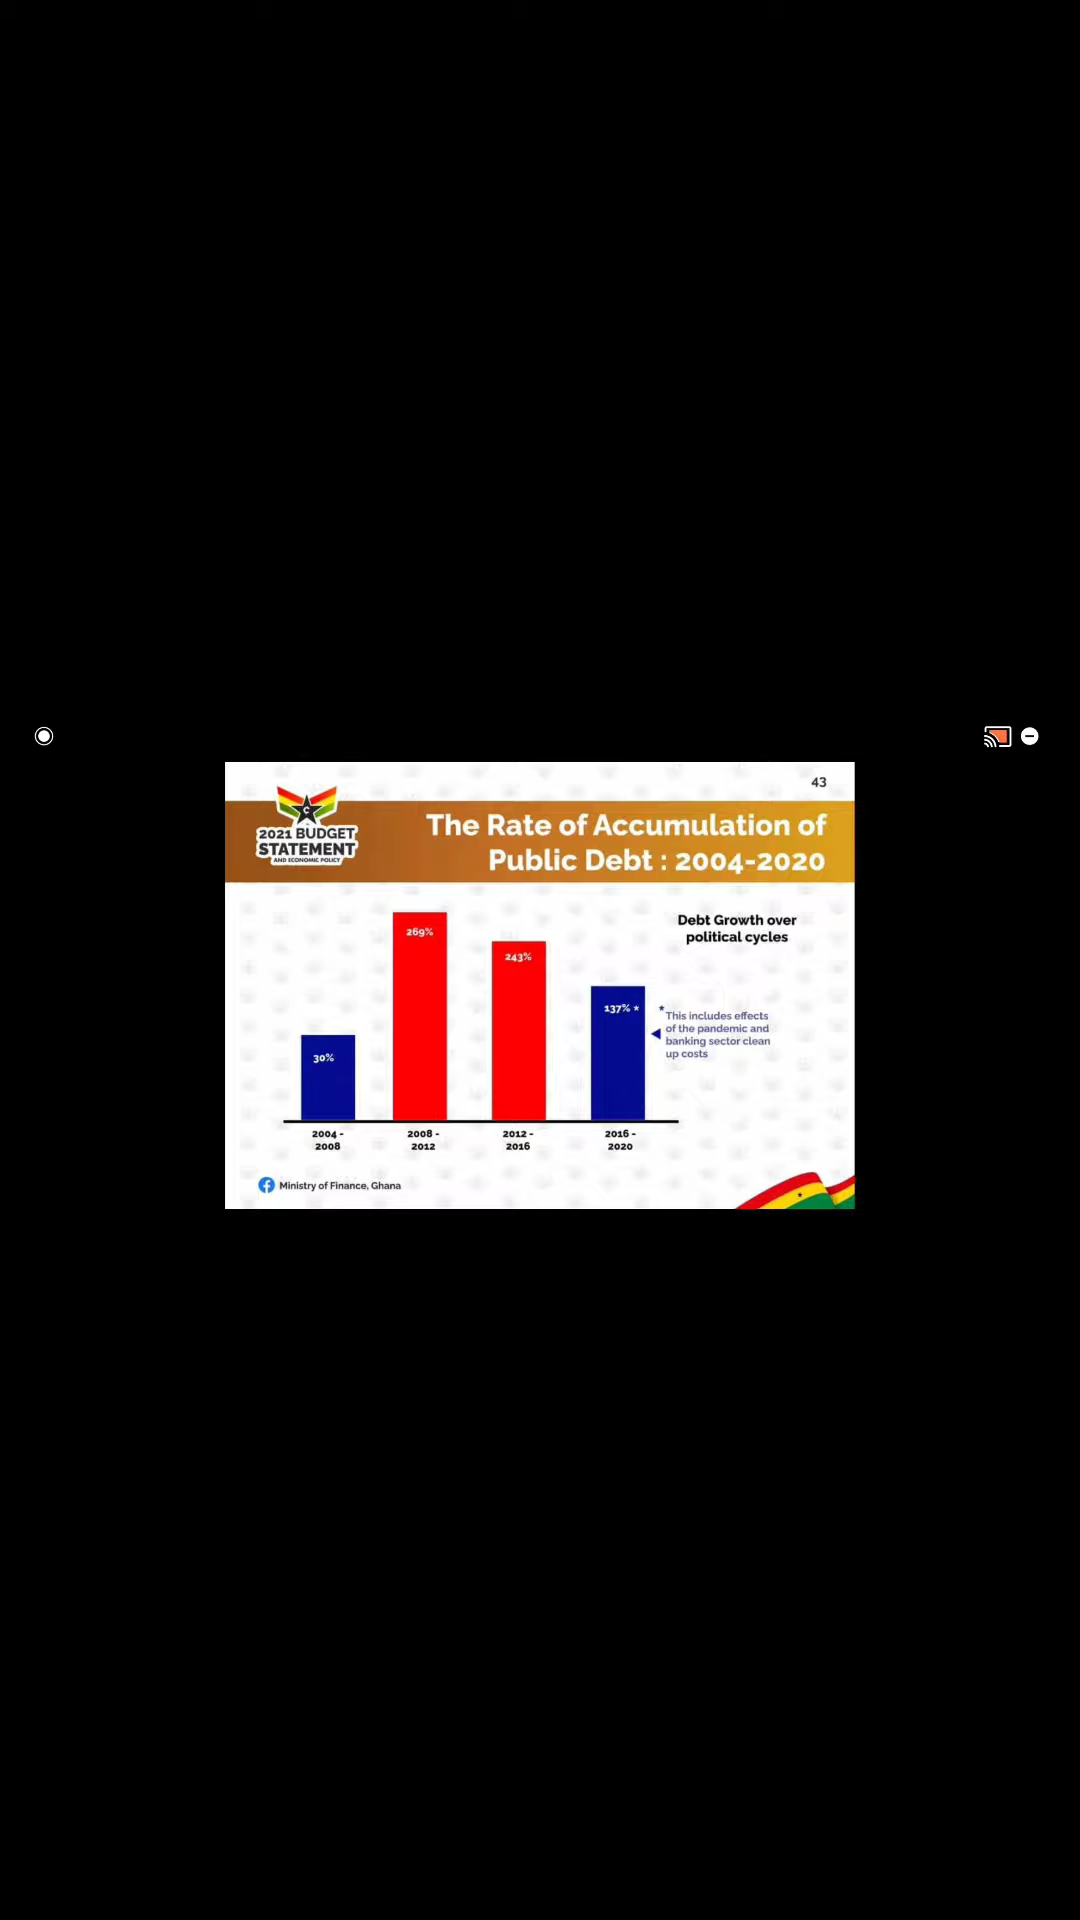 43
C
2021 BUDGET
STATEMENT
AND ECONOMIC POLICY
The Rate of Accumulation of
Public Debt : 2004-2020
Debt Growth over
political cycles
269%
243%
137% *
30%
*
This includes effects
of the pandemic and
banking sector clean
up costs
2004 -
2008
2008 -
2012
2012 -
2016
2016 -
2020
Ministry of Finance, Ghana